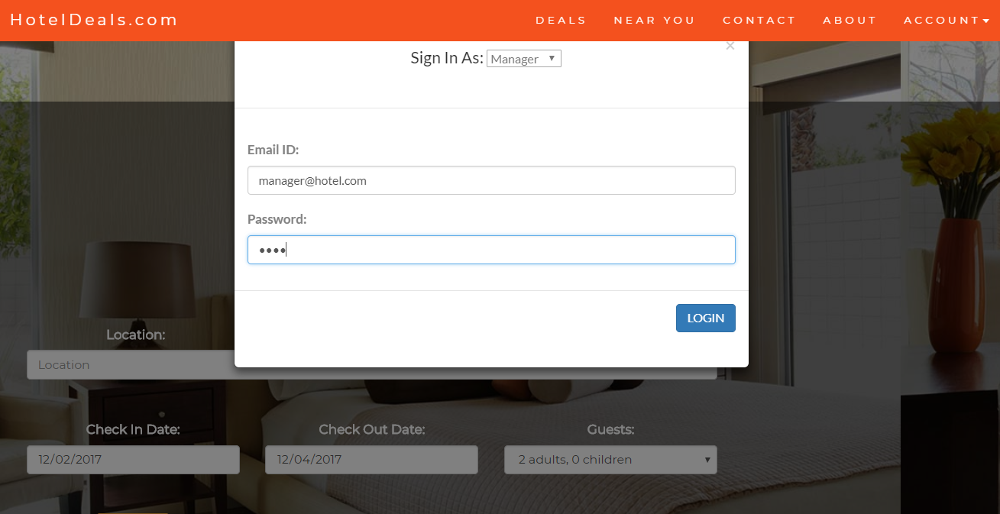 HotelDeals.com DEALS NEAR YOU CONTACT ABOUT ACCOUNT
×
Sign In As: Manager
Email ID:
manager@hotel.com
Password:
••••
LOGIN
Location:
Location
Check In Date: Check Out Date: Guests:
12/02/2017 12/04/2017 2 adults, 0 children